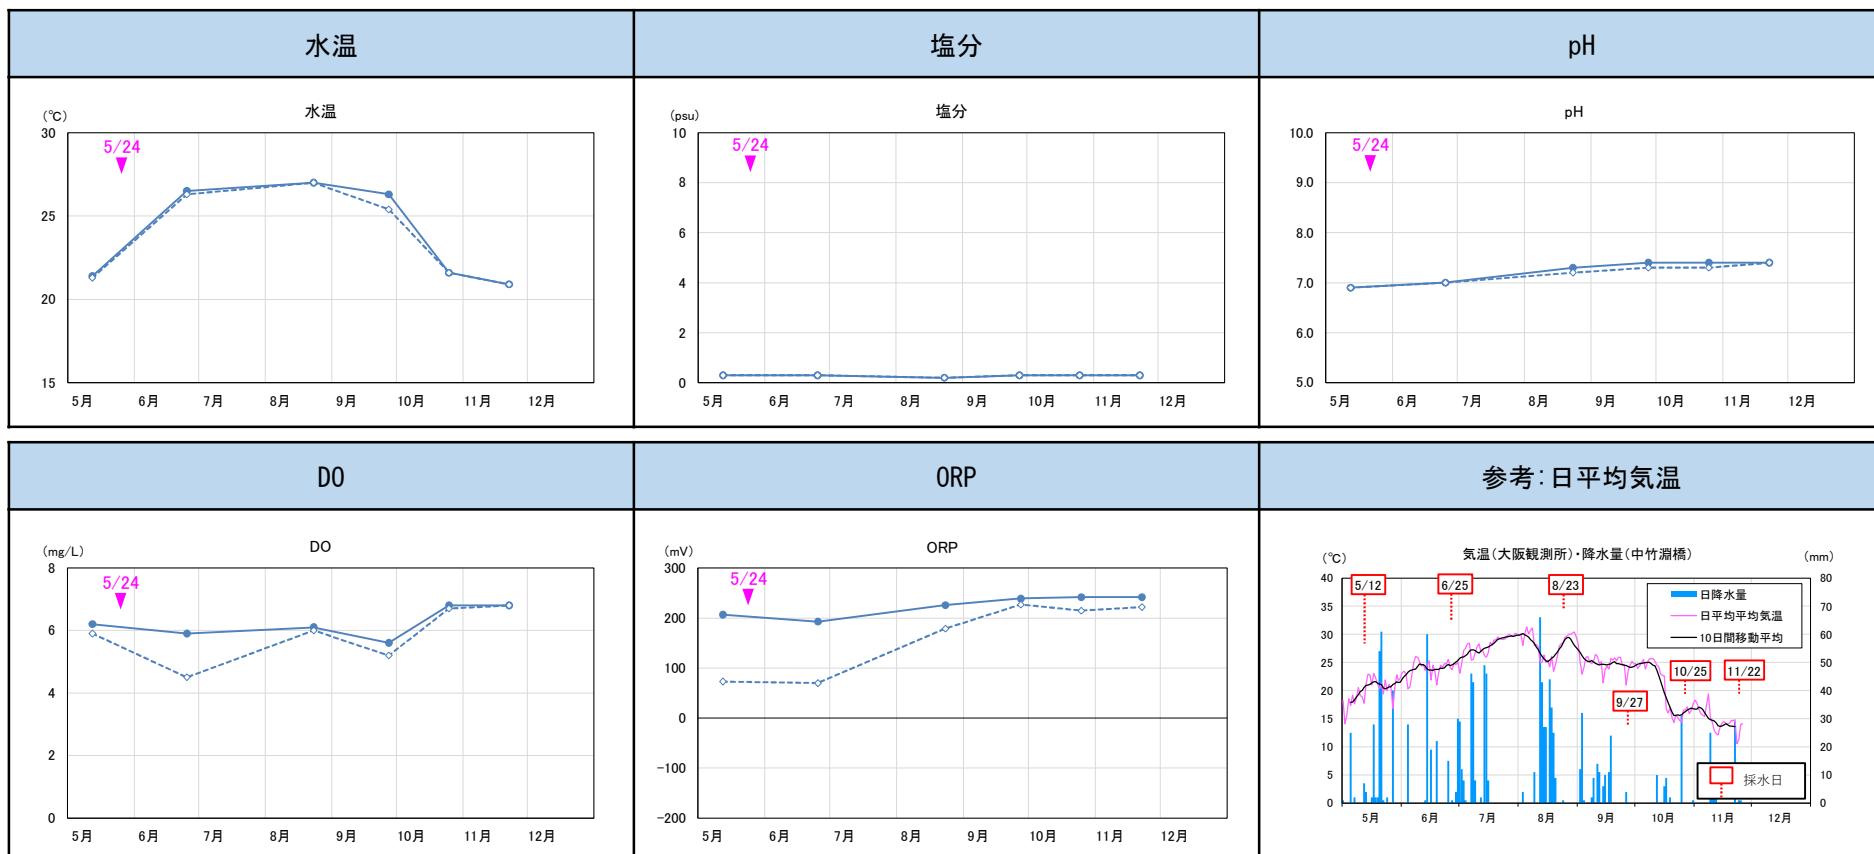 水温
塩分
pH
(℃)
水温
5/24
30
25
20
15
5月 6月 7月 8月 9月 10月 11月 12月
(psu)
塩分
5/24
10
8
6
4
2
0
5月 6月 7月 8月 9月 10月 11月 12月
pH
5/24
10.0
9.0
8.0
7.0
6.0
5.0
5月 6月 7月 8月 9月 10月 11月 12月
DO
ORP
参考:日平均気温
(mg/L)
DO
5/24
8
6
4
2
0
5月 6月 7月 8月 9月 10月 11月 12月
(mV)
ORP
5/24
300
200
100
0
-100
-200
5月 6月 7月 8月 9月 10月 11月 12月
(℃) 気温(大阪観測所)・降水量(中竹淵橋) (mm)
40 80
35 70
30 60
25 50
20 40
15 30
10 20
5 10
0 0
5/12
6/25
8/23
日降水量
日平均平均気温
10日間移動平均
9/27
10/25
11/22
採水日
5月 6月 7月 8月 9月 10月 11月 12月